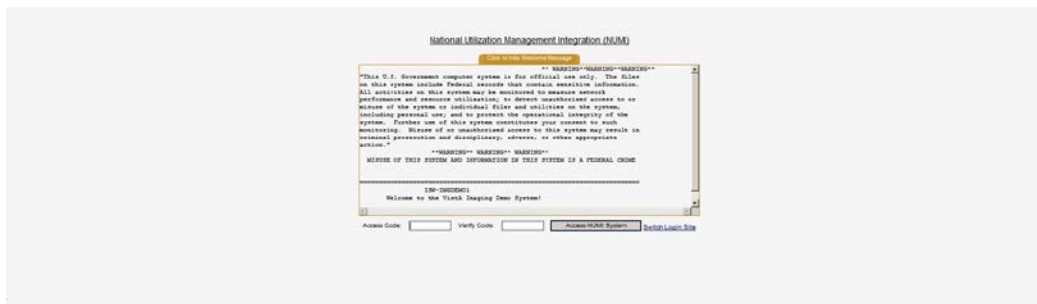 National Utilization Management Integration (NUMI)
Click to hide Welcome Message
** WARNING**WARNING**WARNING**
"This U.S. Government computer system is for official use only. The files
on this system include Federal records that contain sensitive information.
All activities on this system may be monitored to measure network
performance and resource utilization; to detect unauthorized access to or
misuse of the system or individual files and utilities on the system,
including personal use; and to protect the operational integrity of the
system. Further use of this system constitutes your consent to such
monitoring. Misuse of or unauthorized access to this system may result in
criminal prosecution and disciplinary, adverse, or other appropriate
action."
**WARNING** WARNING** WARNING**
MISUSE OF THIS SYSTEM AND INFORMATION IN THIS SYSTEM IS A FEDERAL CRIME
ISW-IMGDEMO1
Welcome to the VistA Imaging Demo System!
Access Code: Verify Code: Access NUMI System Switch Login Site